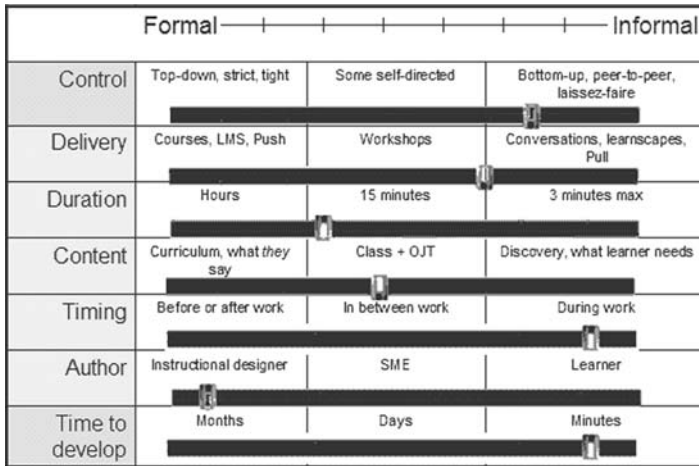 Formal Informal
Control
Top-down, strict, tight
Some self-directed
Bottom-up, peer-to-peer,
laissez-faire
Delivery
Courses, LMS, Push
Workshops
Conversations, learnscapes,
Pull
Duration
Hours
15 minutes
3 minutes max
Content
Curriculum, what they
say
Class + OJT
Discovery, what learner needs
Timing
Before or after work
In between work
During work
Author
Instructional designer
SME
Learner
Time to
develop
Months
Days
Minutes